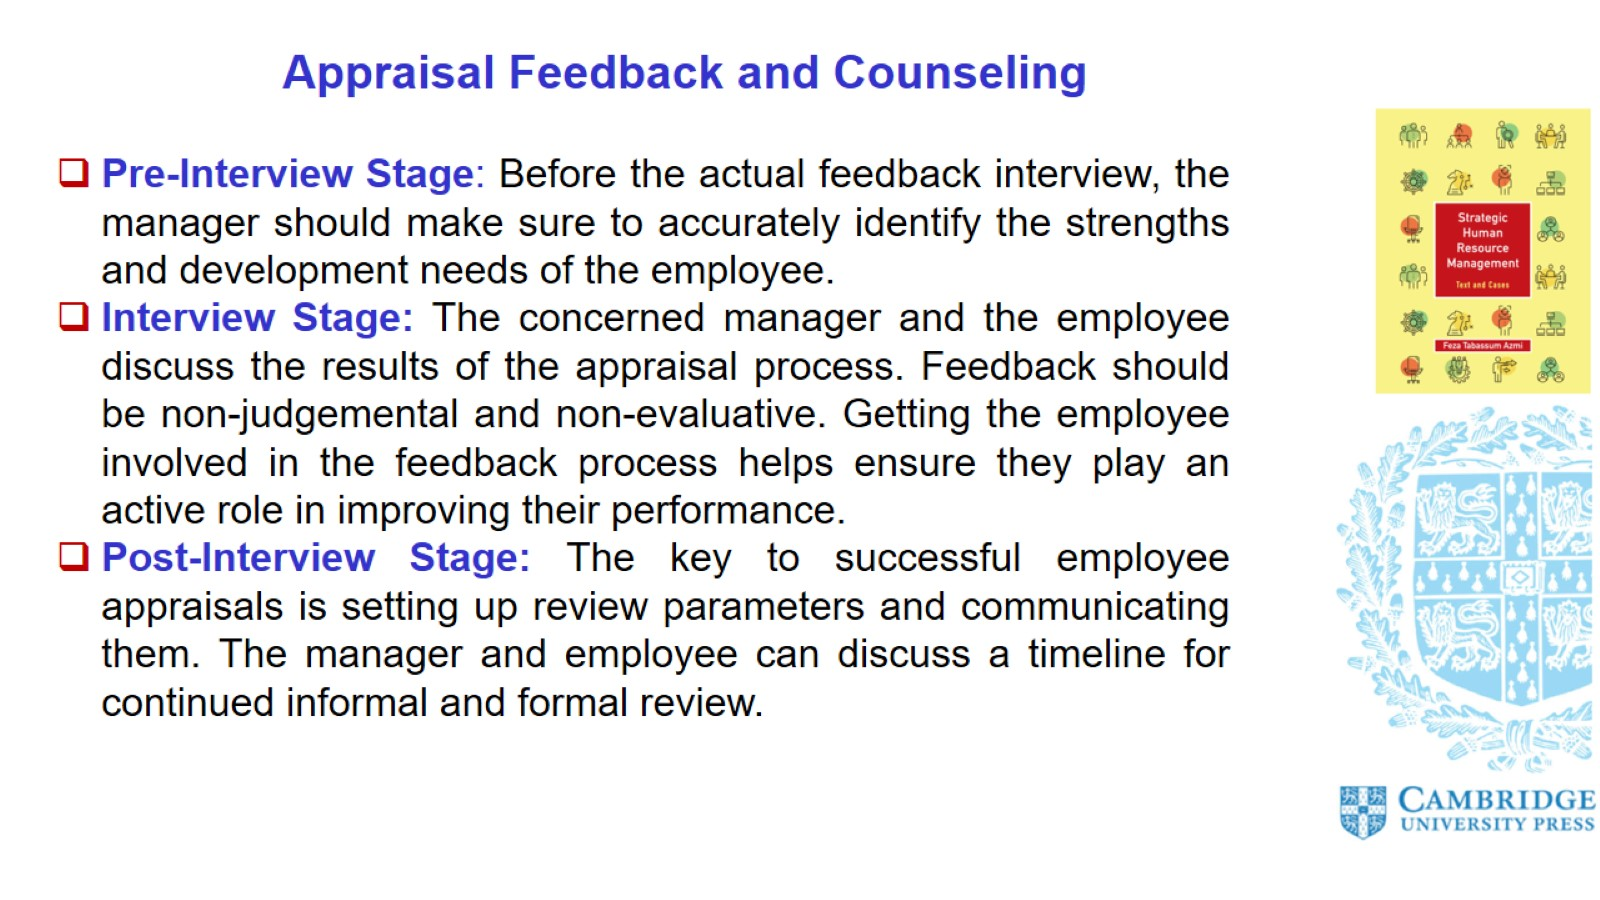 Appraisal Feedback and Counseling
❑ Pre-Interview Stage: Before the actual feedback interview, the
manager should make sure to accurately identify the strengths
and development needs of the employee.
❑ Interview Stage: The concerned manager and the employee
discuss the results of the appraisal process. Feedback should
be non-judgemental and non-evaluative. Getting the employee
involved in the feedback process helps ensure they play an
active role in improving their performance.
❑ Post-Interview Stage: The key to successful employee
appraisals is setting up review parameters and communicating
them. The manager and employee can discuss a timeline for
continued informal and formal review.
Strategic
Human
Resource
Management
Text and Cases
Feza Tabassum Azmi
CAMBRIDGE
UNIVERSITY PRESS